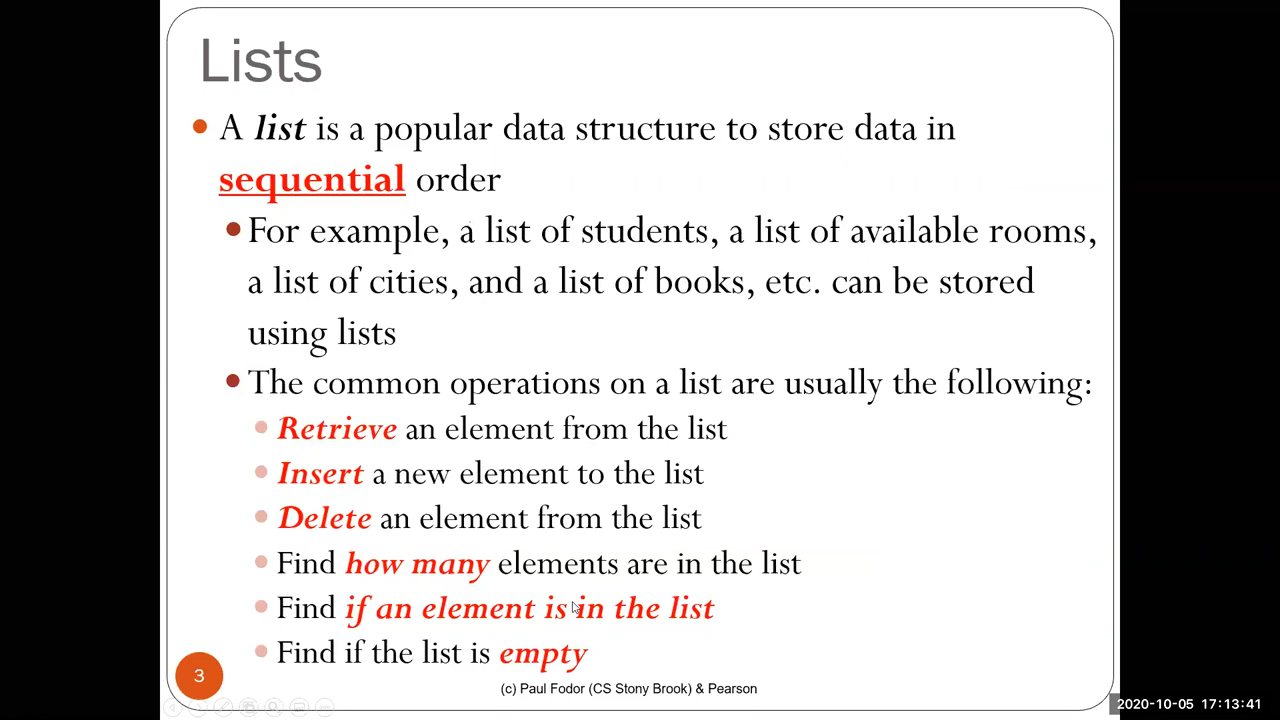 Lists
A list is a popular data structure to store data in
sequential order
For example, a list of students, a list of available rooms,
a list of cities, and a list of books, etc. can be stored
using lists
The common operations on a list are usually the following:
Retrieve an element from the list
Insert a new element to the list
Delete an element from the list
Find how many elements are in the list
Find if an element is in the list
Find if the list is empty
3
(c) Paul Fodor (CS Stony Brook) & Pearson
2020-10-05 17:13:41